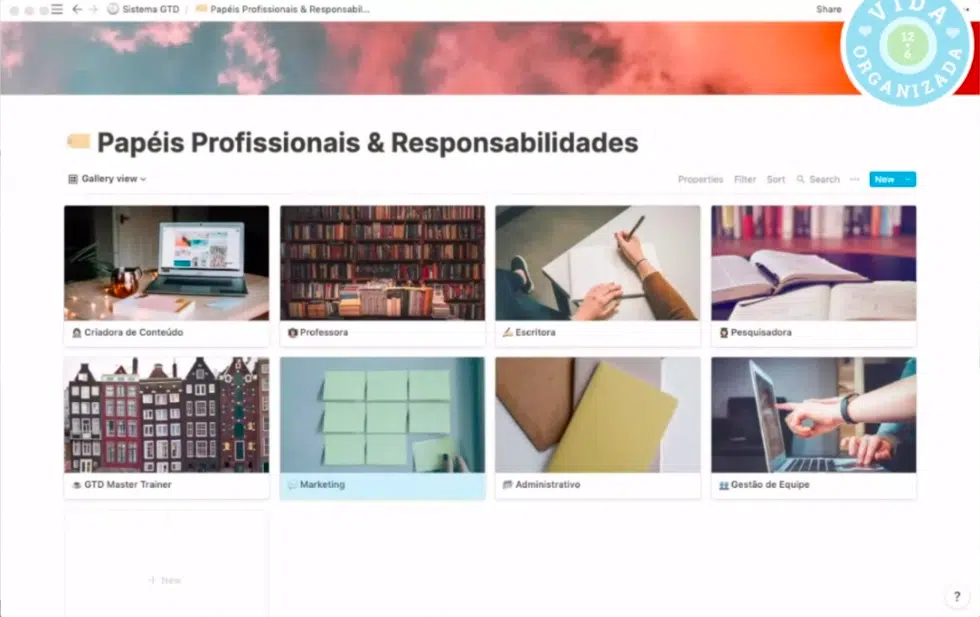 Sistema GTD / Papéis Profissionais & Responsabil... Share
VIDA
12
6
ORGANIZADA
Papéis Profissionais & Responsabilidades
Gallery view Properties Filter Sort Search New
Criadora de Conteúdo Professora Escritora Pesquisadora
GTD Master Trainer Marketing Administrativo Gestão de Equipe
+ New
?